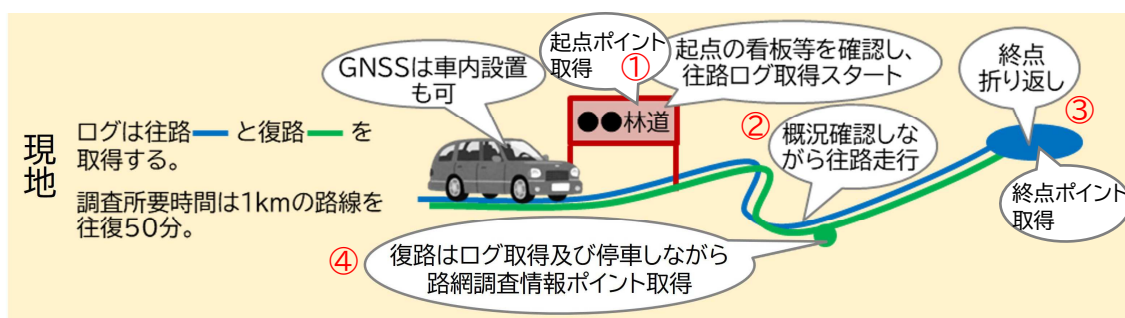 現地
ログは往路 と復路 を
取得する。
調査所要時間は1kmの路線を
往復50分。
GNSSは車内設置
も可
起点ポイント
取得 ①
起点の看板等を確認し、
往路ログ取得スタート
●●林道
②
概況確認しな
がら往路走行
終点
折り返し
③
終点ポイント
取得
④
復路はログ取得及び停車しながら
路網調査情報ポイント取得